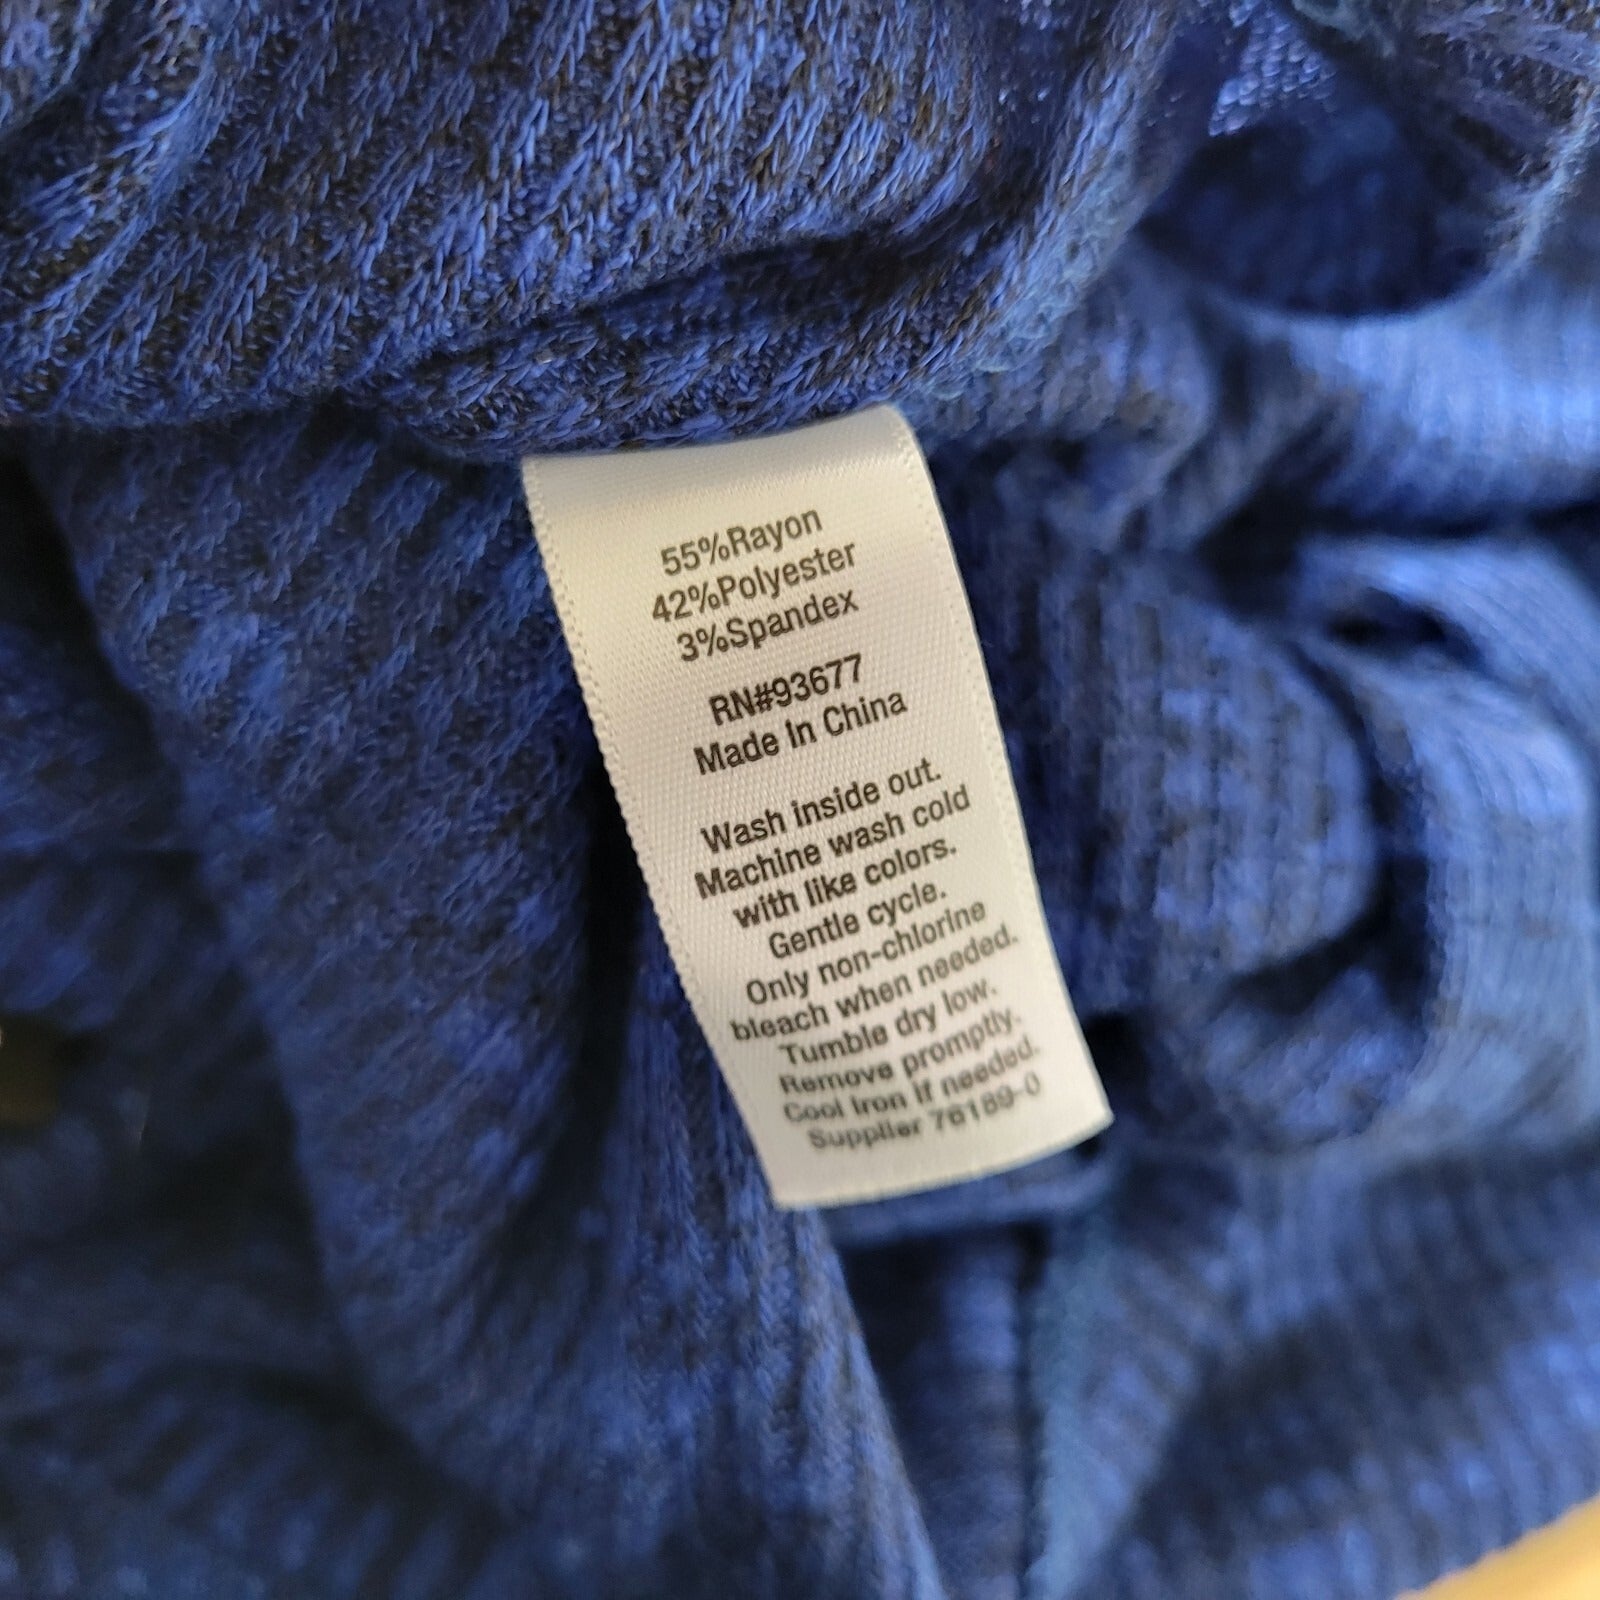 55%Rayon
42%Polyester
3%Spandex
RN#93677
Made In China
Wash inside out.
Machine wash cold
with like colors.
Gentle cycle.
Only non-chlorine
bleach when needed.
Tumble dry low.
Remove promptly.
Cool Iron if needed.
Supplier 76189-0